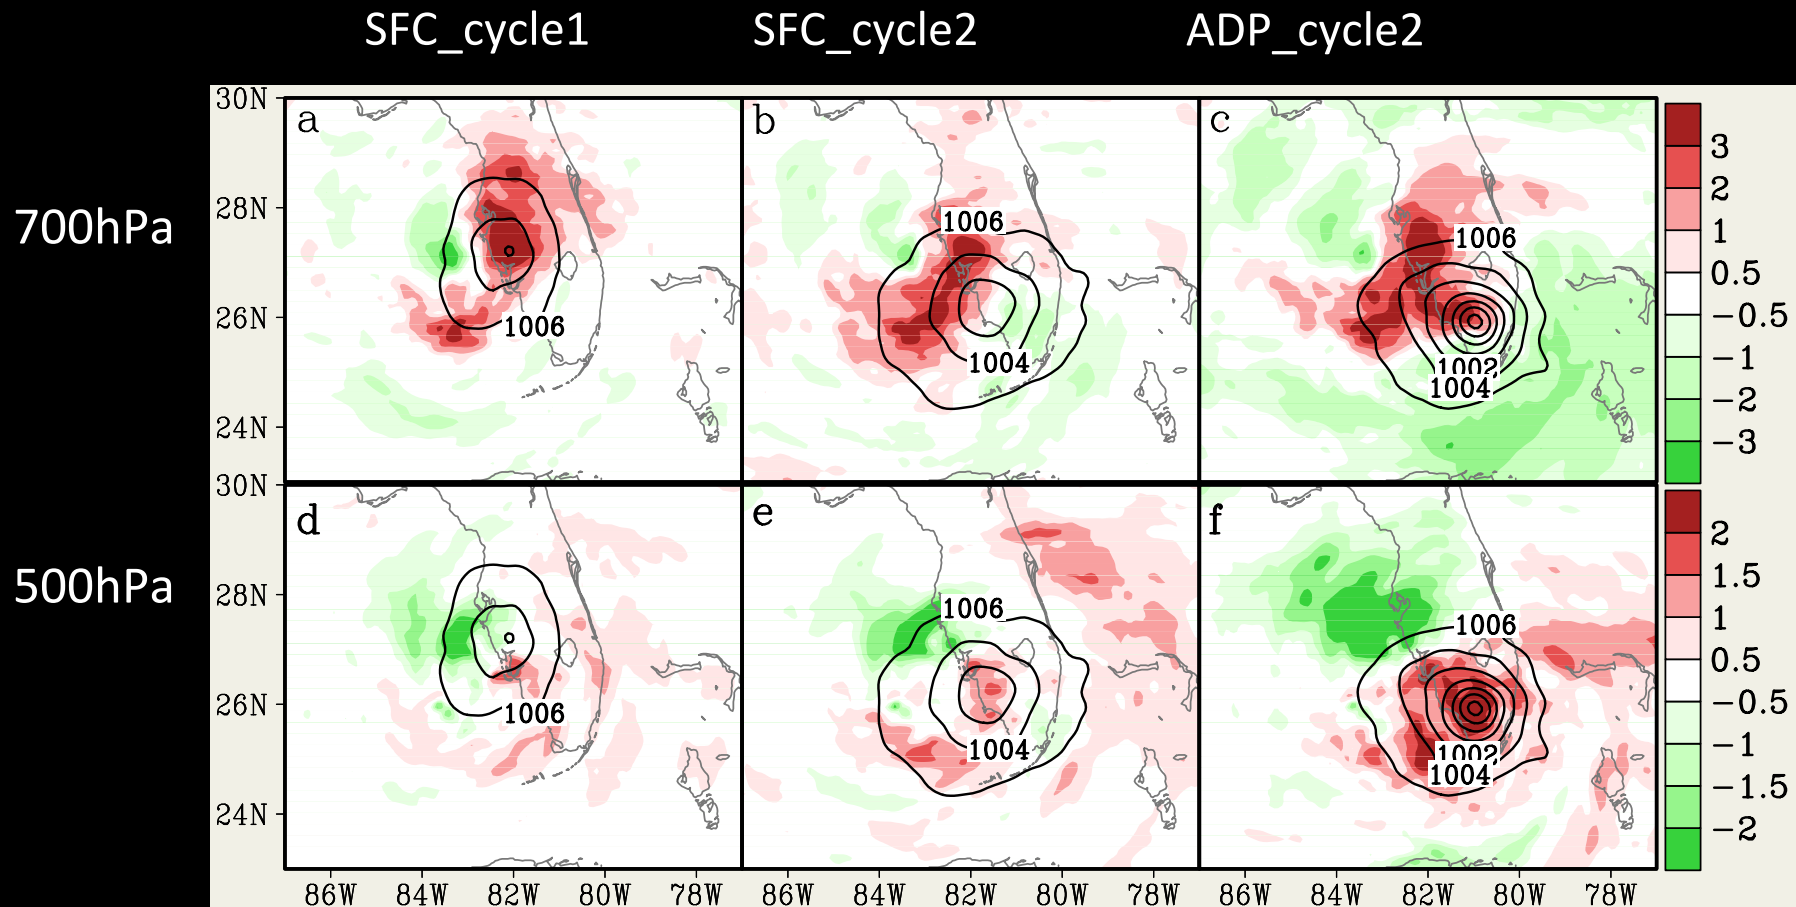 SFC_cycle1 SFC_cycle2 ADP_cycle2
700hPa
500hPa
30N
28N
26N
24N
a
1006
b
1006
1004
c
1006
1002
1004
3
2
1
0.5
-0.5
-1
-2
-3
30N
28N
26N
24N
d
1006
e
1006
1004
f
1006
1002
1004
2
1.5
1
0.5
-0.5
-1
-1.5
-2
86W 84W 82W 80W 78W 86W 84W 82W 80W 78W 86W 84W 82W 80W 78W